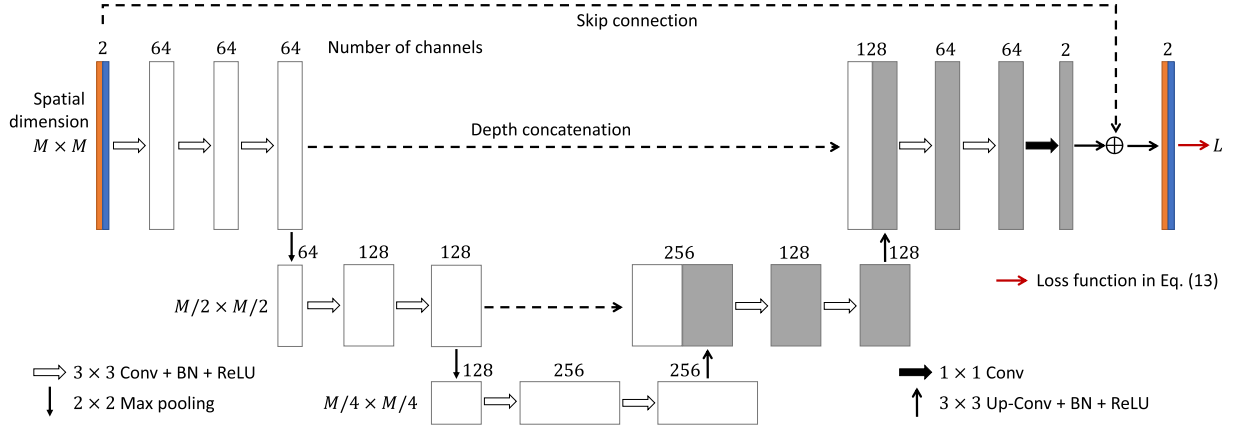 Skip connection
2 64 64 64 Number of channels 128 64 64 2 2
Spatial
dimension
M × M
Depth concatenation
L
64 128 128 256 128 128
M/2 × M/2
Loss function in Eq. (13)
128 256 256
M/4 × M/4
3 × 3 Conv + BN + ReLU
2 × 2 Max pooling
1 × 1 Conv
3 × 3 Up-Conv + BN + ReLU